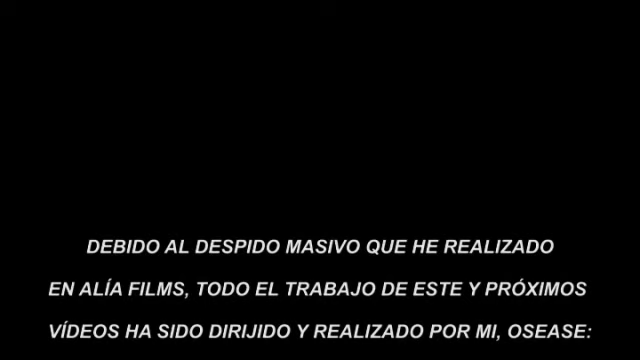 DEBIDO AL DESPIDO MASIVO QUE HE REALIZADO
EN ALÍA FILMS, TODO EL TRABAJO DE ESTE Y PRÓXIMOS
VÍDEOS HA SIDO DIRIJIDO Y REALIZADO POR MI, OSEASE: